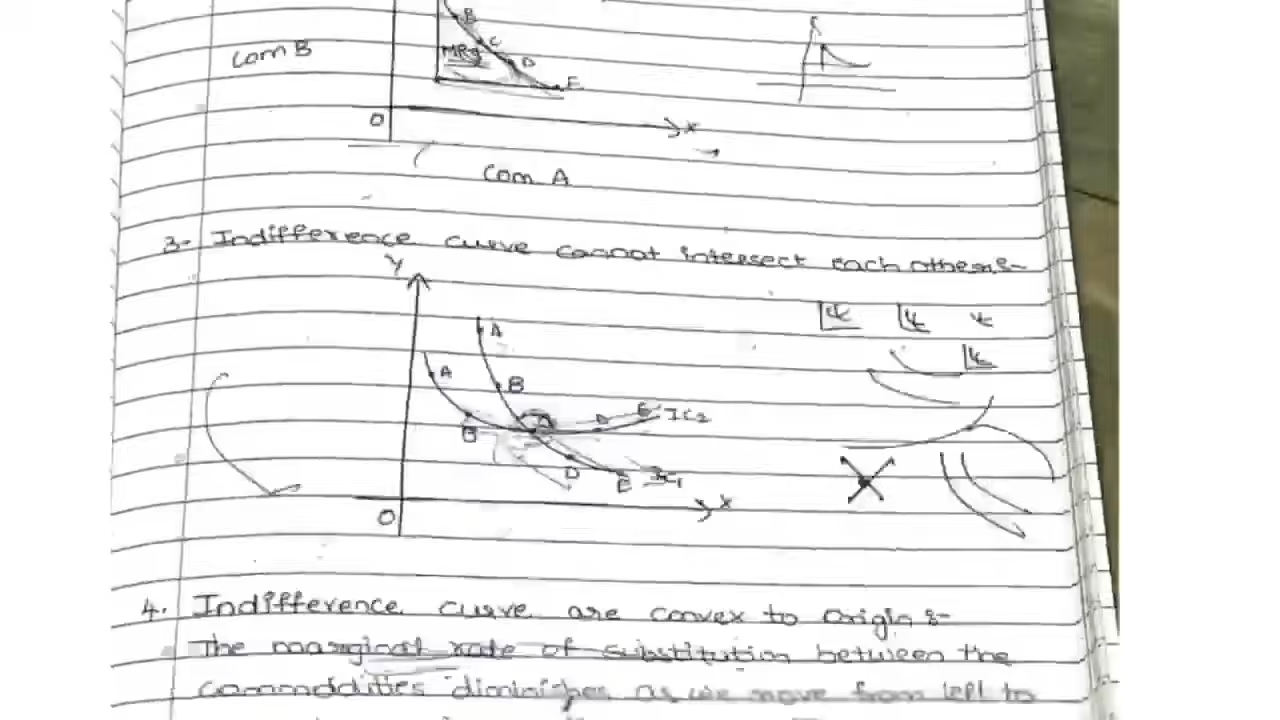 B
C
Com B
MRS
D
E
O
X
Com A
3- Indifference curve cannot intersect each others:-
Y
A
A
B
B
D
E
IC2
D
E
IC1
X
O
4. Indifference curve are convex to origin :-
The marginal rate of substitution between the
commodities diminishes as we move from left to